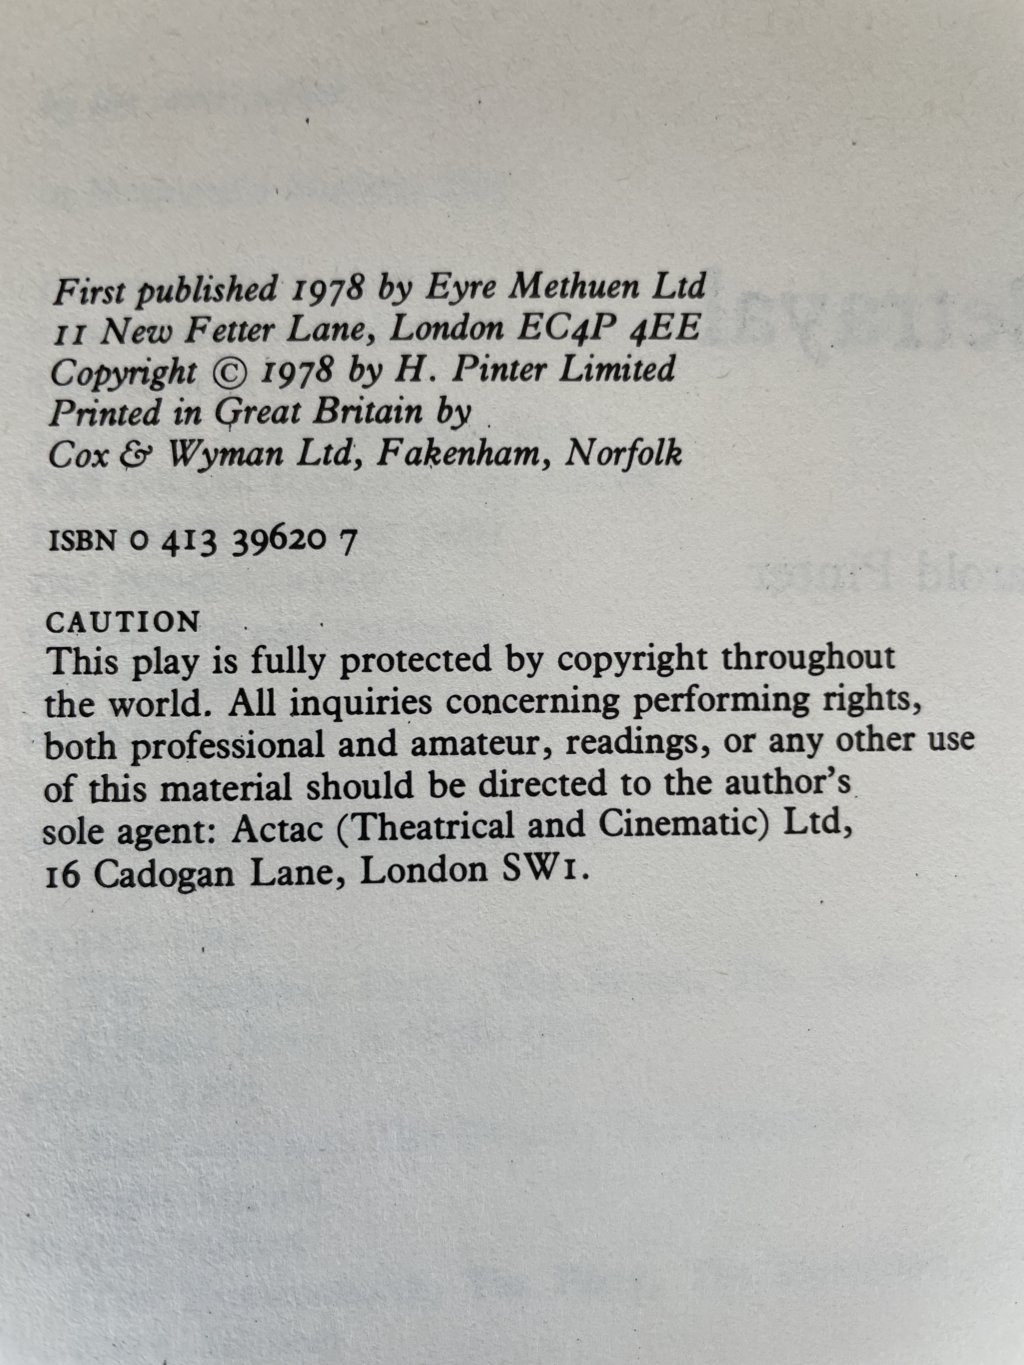 First published 1978 by Eyre Methuen Ltd
11 New Fetter Lane, London EC4P 4EE
Copyright © 1978 by H. Pinter Limited
Printed in Great Britain by
Cox & Wyman Ltd, Fakenham, Norfolk
ISBN 0 413 39620 7
CAUTION
This play is fully protected by copyright throughout
the world. All inquiries concerning performing rights,
both professional and amateur, readings, or any other use
of this material should be directed to the author's
sole agent: Actac (Theatrical and Cinematic) Ltd,
16 Cadogan Lane, London SW1.